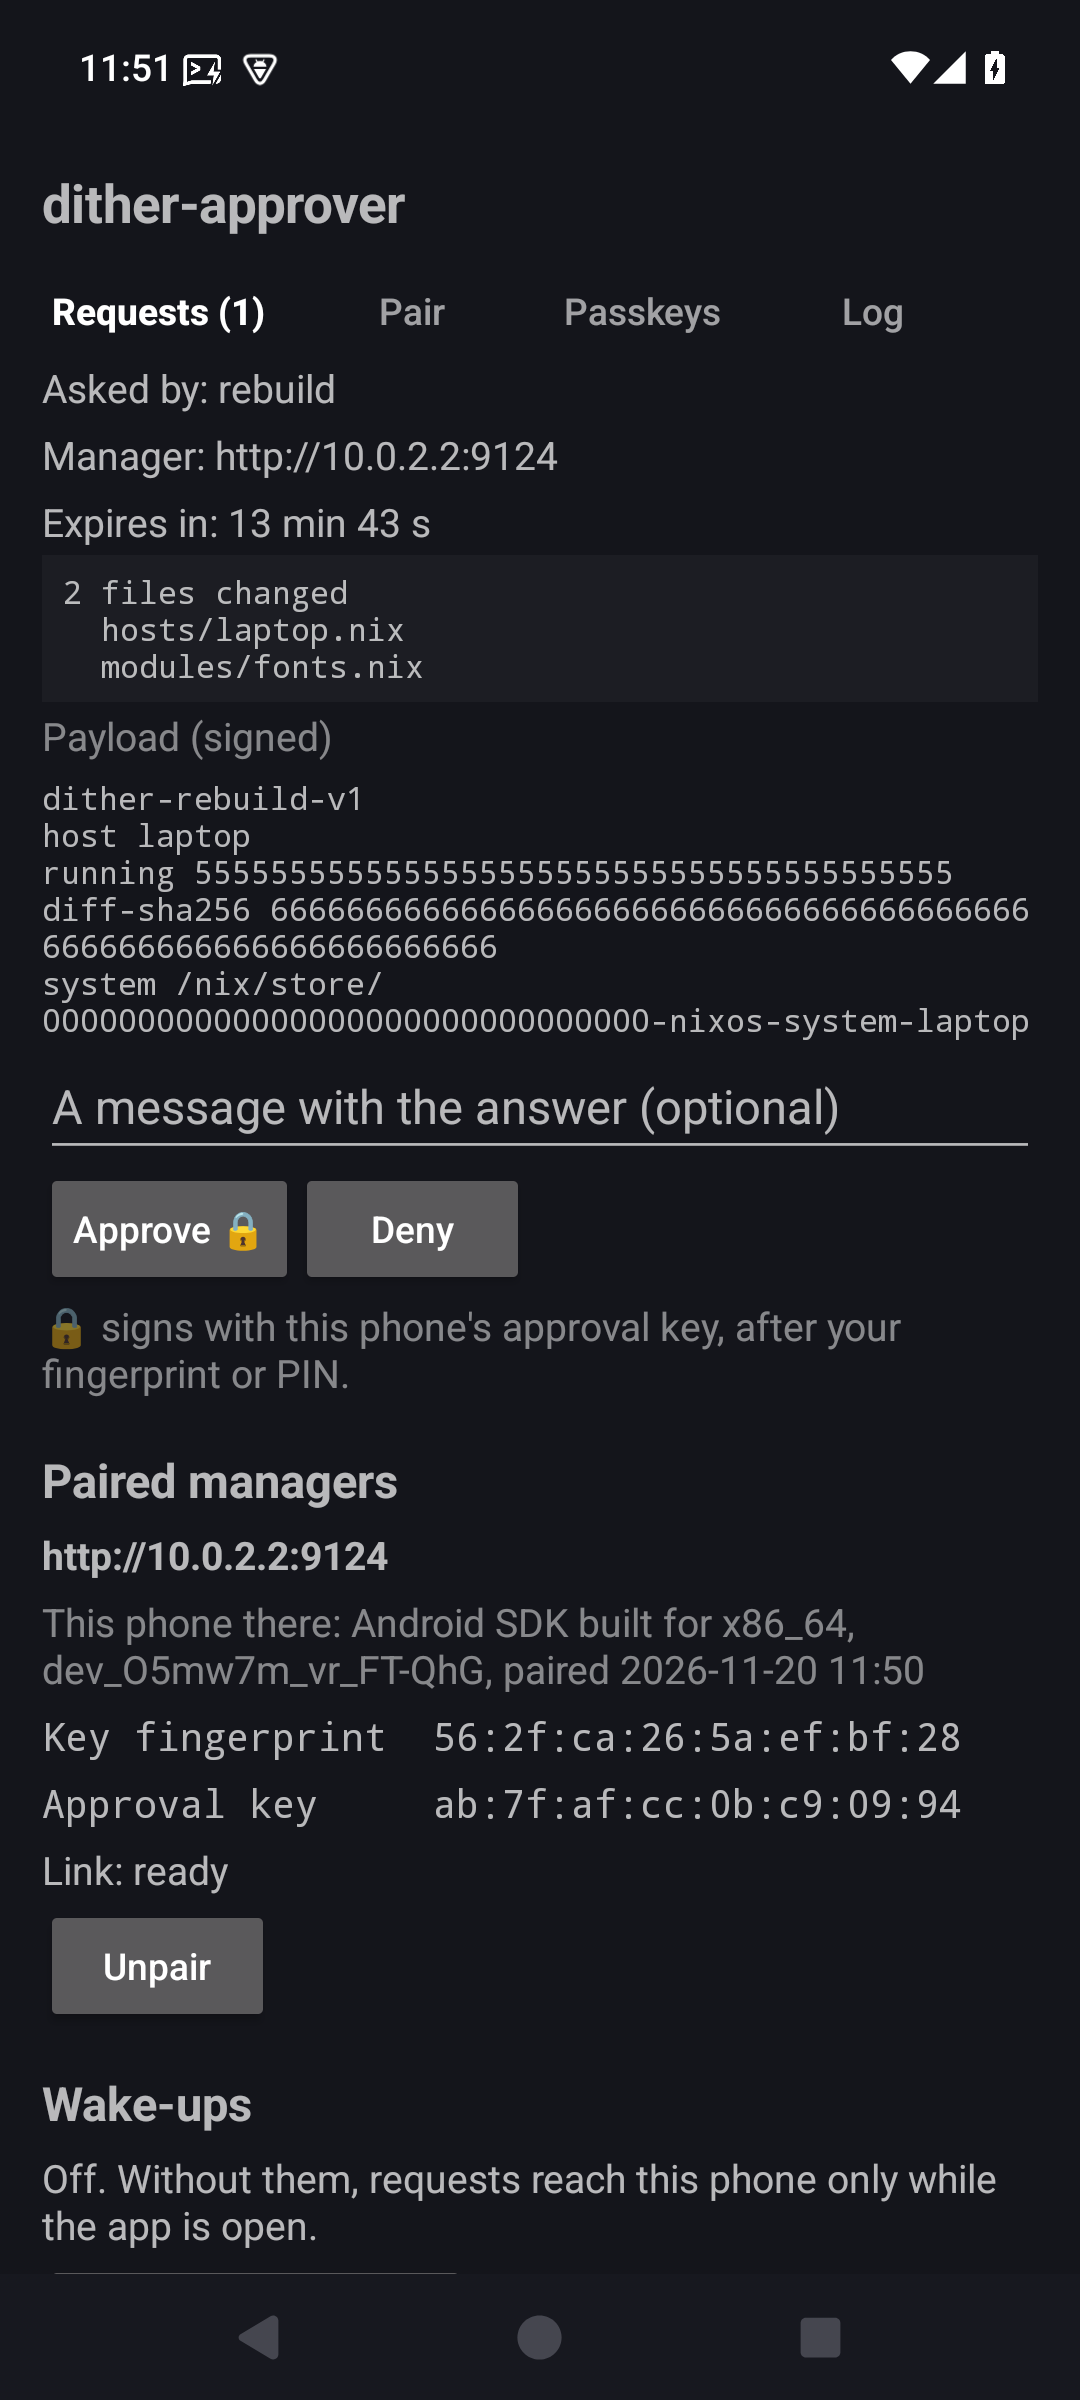 11:51
dither-approver
Requests (1) Pair Passkeys Log
Asked by: rebuild
Manager: http://10.0.2.2:9124
Expires in: 13 min 43 s
2 files changed
hosts/laptop.nix
modules/fonts.nix
Payload (signed)
dither-rebuild-v1
host laptop
running 5555555555555555555555555555555555555555
diff-sha256 6666666666666666666666666666666666666666
666666666666666666666666
system /nix/store/
00000000000000000000000000000000-nixos-system-laptop
A message with the answer (optional)
Approve 🔒 Deny
🔒 signs with this phone's approval key, after your
fingerprint or PIN.
Paired managers
http://10.0.2.2:9124
This phone there: Android SDK built for x86_64,
dev_O5mw7m_vr_FT-QhG, paired 2026-11-20 11:50
Key fingerprint 56:2f:ca:26:5a:ef:bf:28
Approval key ab:7f:af:cc:0b:c9:09:94
Link: ready
Unpair
Wake-ups
Off. Without them, requests reach this phone only while
the app is open.